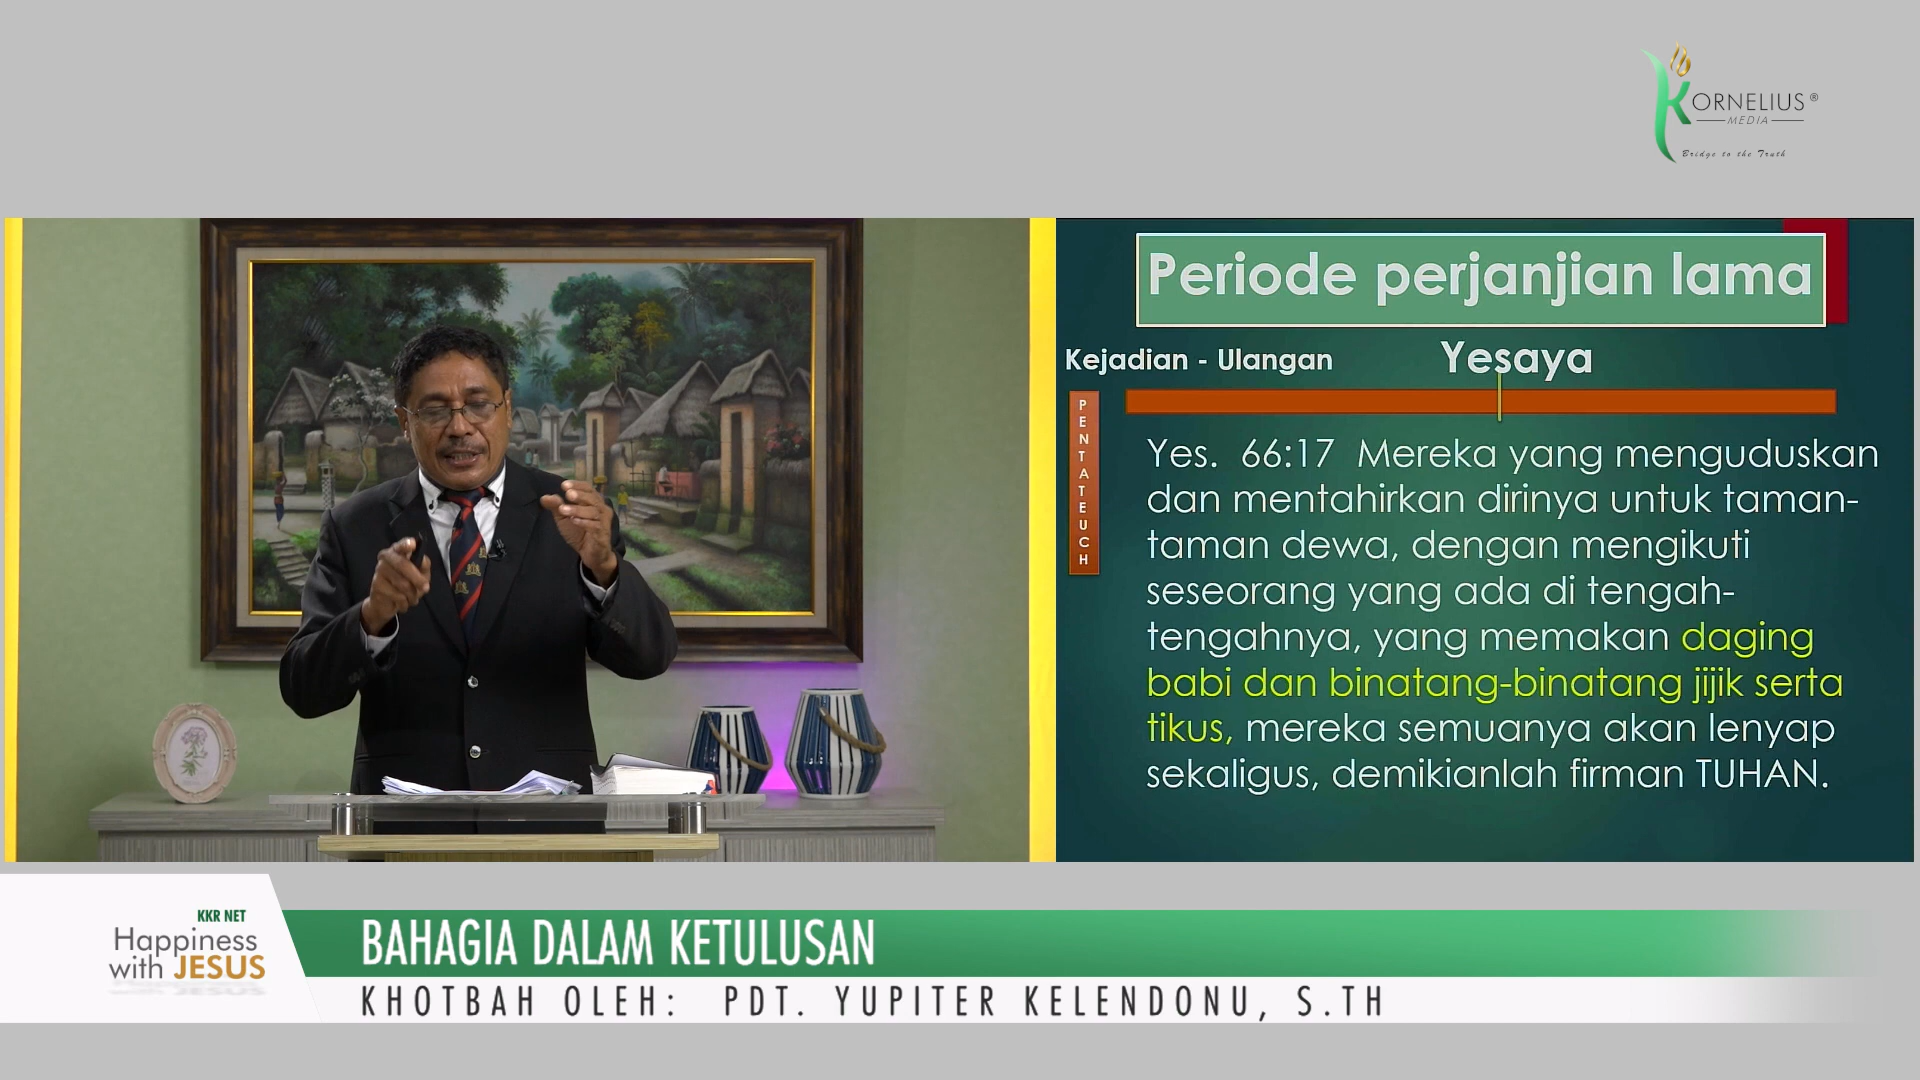 KORNELIUS®
MEDIA
Bridge to the Truth
Periode perjanjian lama
Kejadian - Ulangan
Yesaya
PENTATEUCH
Yes.  66:17  Mereka yang menguduskan
dan mentahirkan dirinya untuk taman-
taman dewa, dengan mengikuti
seseorang yang ada di tengah-
tengahnya, yang memakan daging
babi dan binatang-binatang jijik serta
tikus, mereka semuanya akan lenyap
sekaligus, demikianlah firman TUHAN.
KKR NET
Happiness
with JESUS
BAHAGIA DALAM KETULUSAN
KHOTBAH OLEH: PDT. YUPITER KELENDONU, S.TH